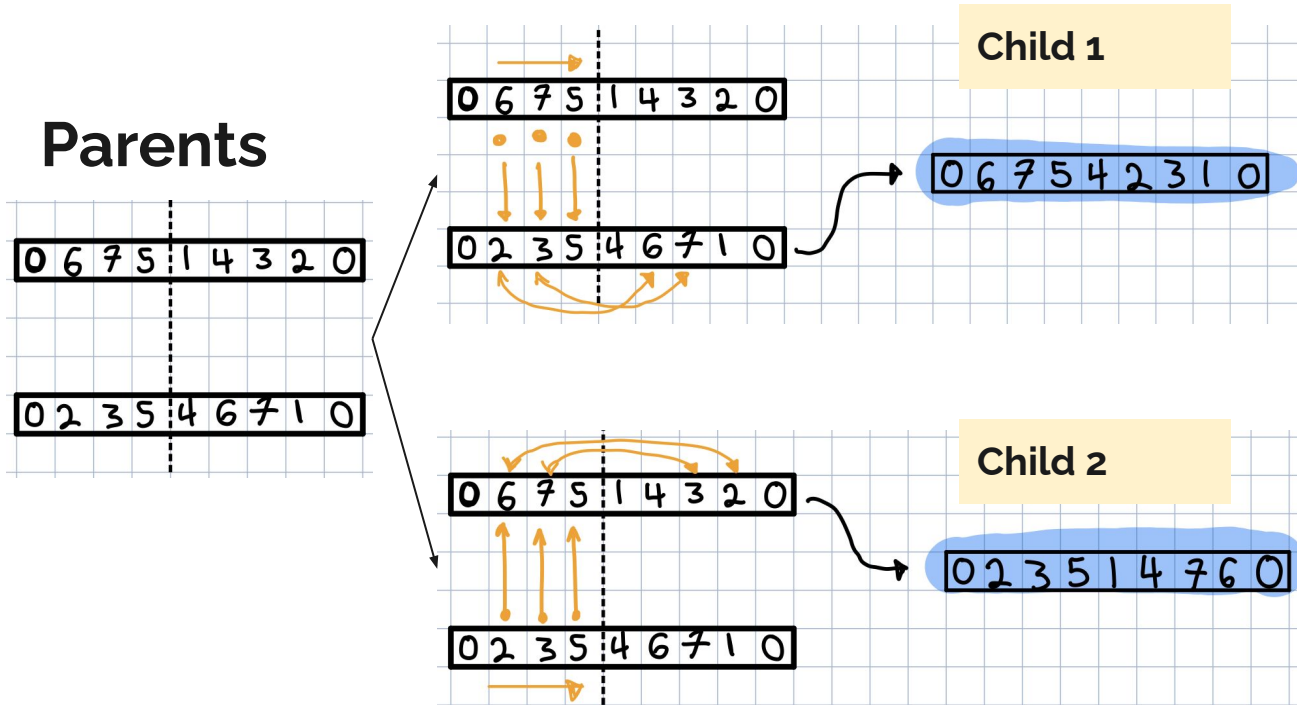 Parents
0 6 7 5 1 4 3 2 0
0 2 3 5 4 6 7 1 0
0 6 7 5 1 4 3 2 0
0 2 3 5 4 6 7 1 0
Child 1
0 6 7 5 4 2 3 1 0
0 6 7 5 1 4 3 2 0
0 2 3 5 4 6 7 1 0
Child 2
0 2 3 5 1 4 7 6 0